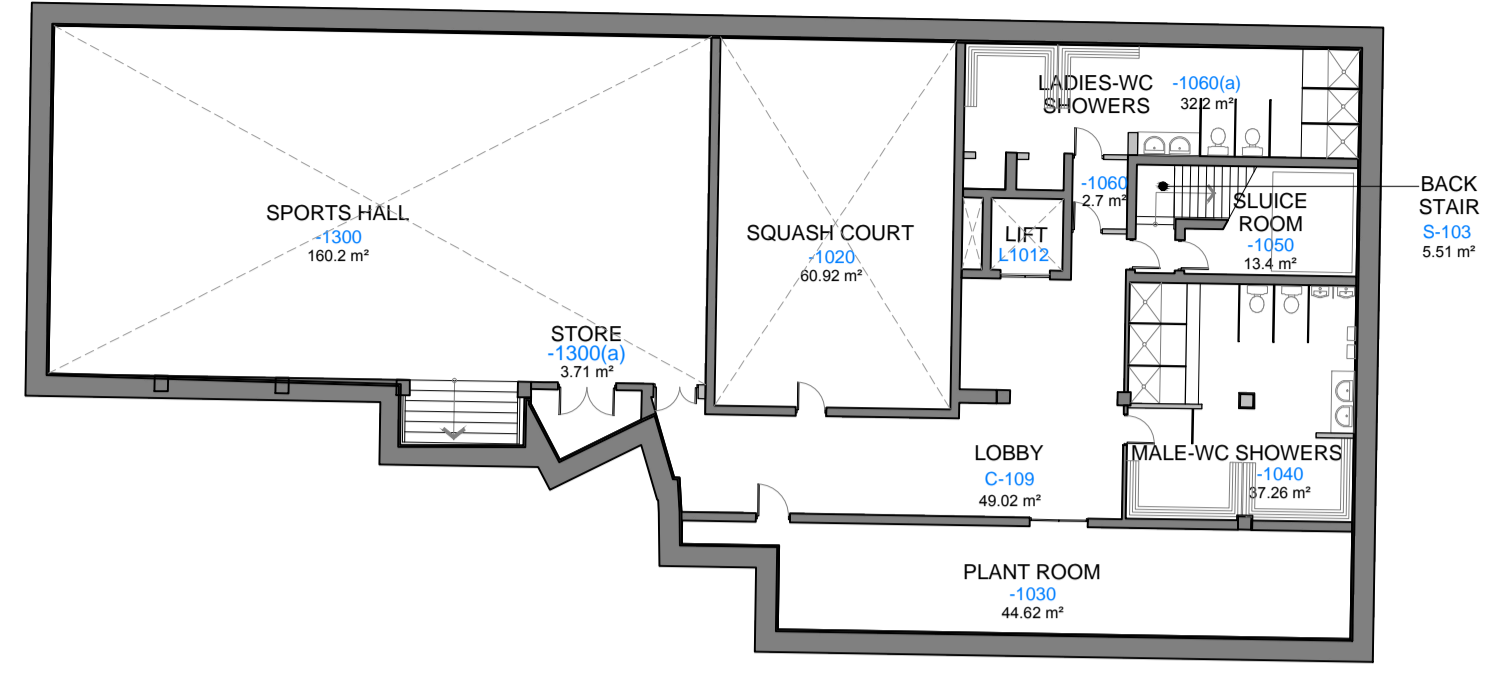 SPORTS HALL
-1300
160.2 m²
STORE
-1300(a)
3.71 m²
SQUASH COURT
-1020
60.92 m²
LADIES-WC
SHOWERS
-1060(a)
32.2 m²
-1060
2.7 m²
LIFT
L1012
SLUICE
ROOM
-1050
13.4 m²
BACK
STAIR
S-103
5.51 m²
LOBBY
C-109
49.02 m²
MALE-WC SHOWERS
-1040
37.26 m²
PLANT ROOM
-1030
44.62 m²